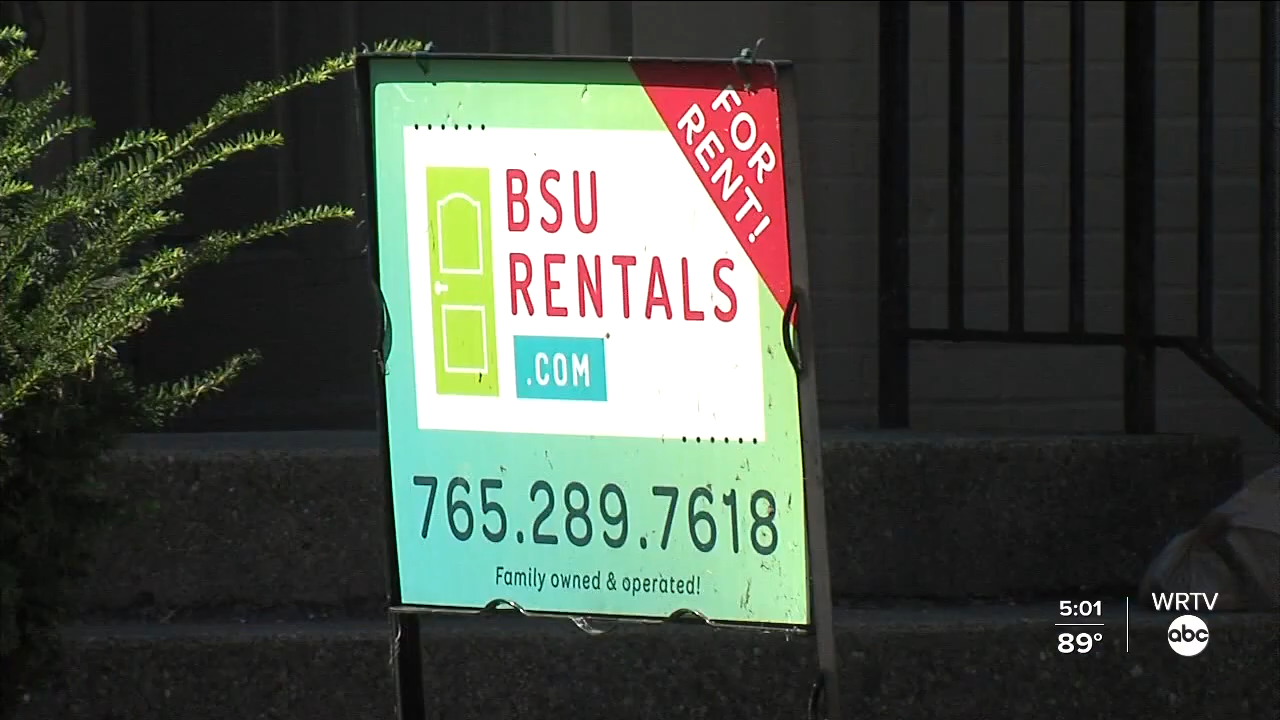 FOR
RENT!
BSU
RENTALS
.COM
765.289.7618
Family owned & operated!
5:01
89°
WRTV
abc